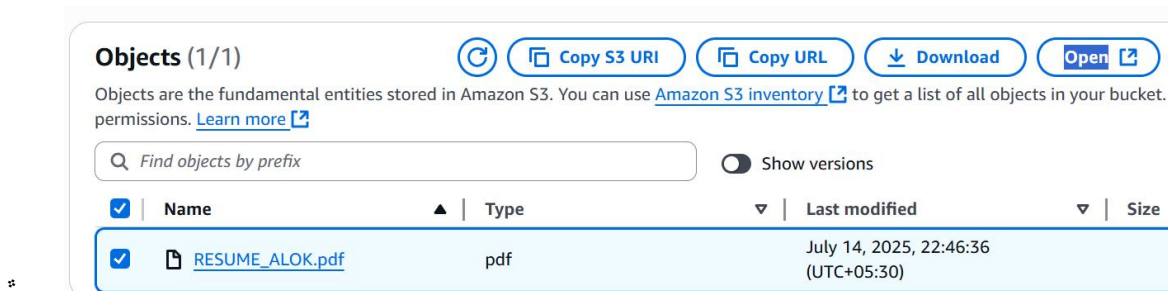 Objects (1/1) Copy S3 URI Copy URL Download Open
Objects are the fundamental entities stored in Amazon S3. You can use Amazon S3 inventory to get a list of all objects in your bucket.
permissions. Learn more
Find objects by prefix Show versions
Name Type Last modified Size
RESUME_ALOK.pdf pdf July 14, 2025, 22:46:36
(UTC+05:30)